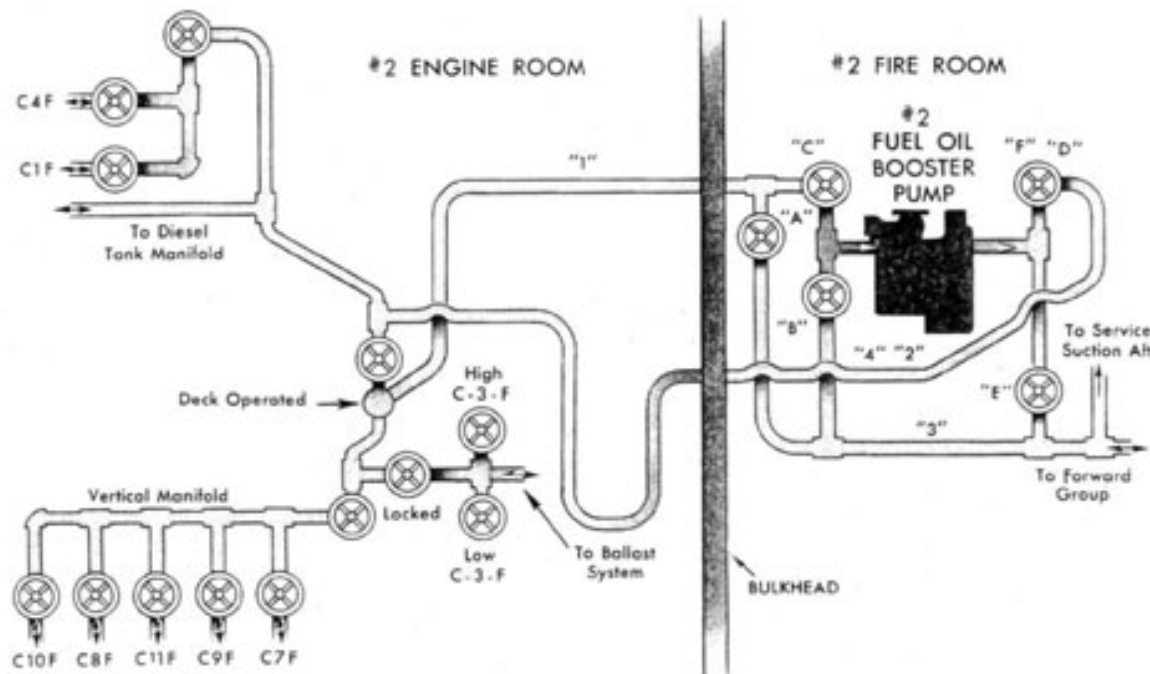 #2 ENGINE ROOM
#2 FIRE ROOM
#2
FUEL OIL
BOOSTER
PUMP
C4F
C1F
To Diesel
Tank Manifold
"1"
"C"
"F" "D"
"A"
"B"
"4" "2"
To Service
Suction Aft
"E"
High
C-3-F
Deck Operated
"3"
To Forward
Group
Vertical Manifold
Locked
Low
C-3-F
To Ballast
System
BULKHEAD
C10F
C8F
C11F
C9F
C7F